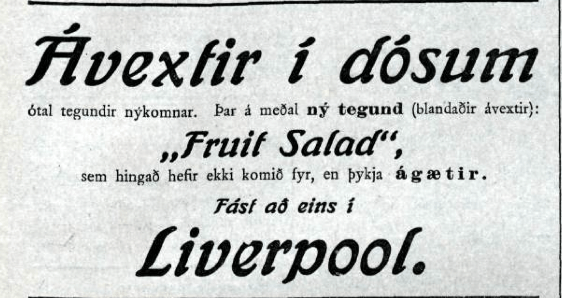 Ávextir í dósum
ótal tegundir nýkomnar. Þar á meðal ný tegund (blandaðir ávextir):
„Fruit Salad“,
sem hingað hefir ekki komið fyr, en þykja ágætir.
Fást að eins í
Liverpool.